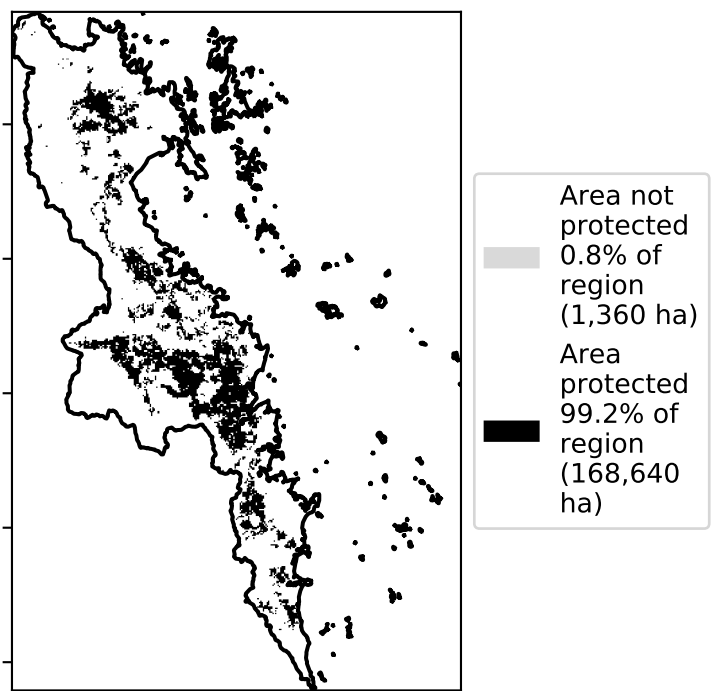 Area not
protected
0.8% of
region
(1,360 ha)
Area
protected
99.2% of
region
(168,640
ha)